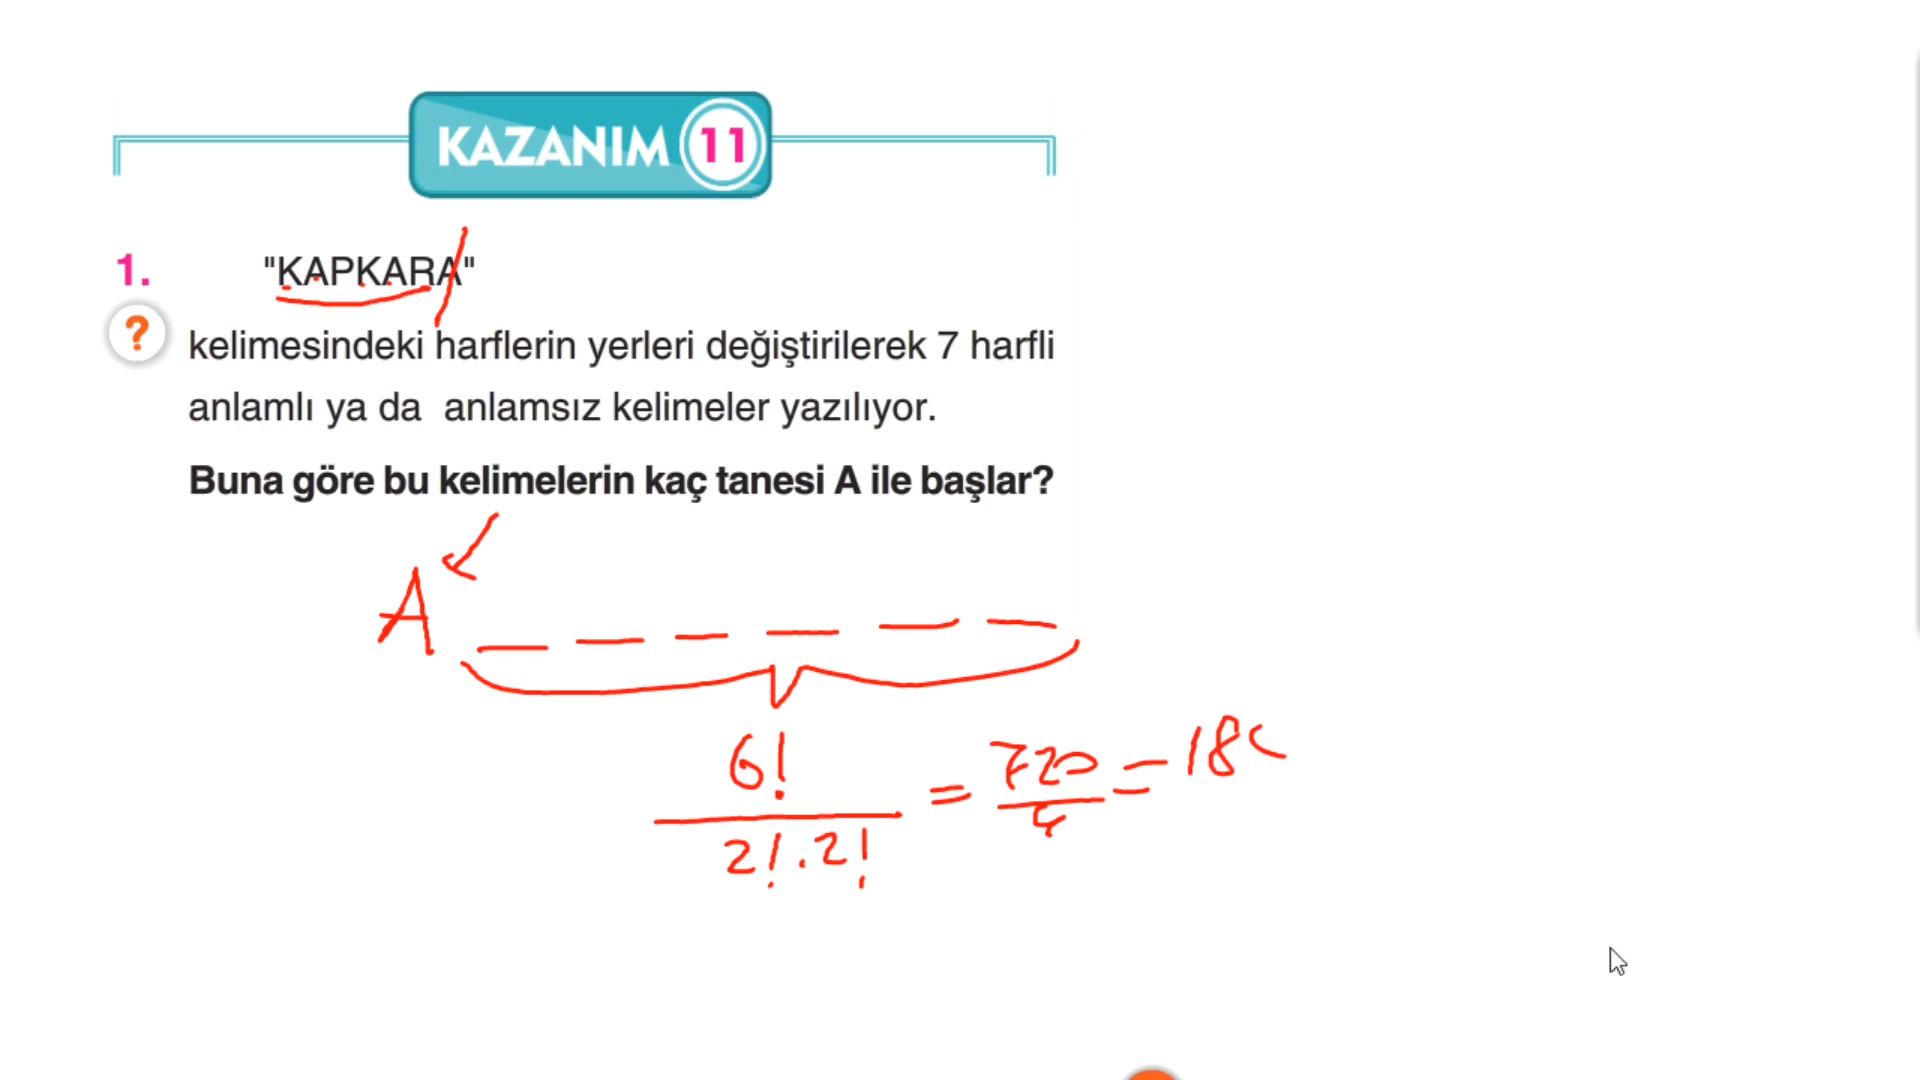 KAZANIM 11
1. "KAPKARA"
?
kelimesindeki harflerin yerleri değiştirilerek 7 harfli
anlamlı ya da anlamsız kelimeler yazılıyor.
Buna göre bu kelimelerin kaç tanesi A ile başlar?
A _ _ _ _ _ _
6! / 2! . 2! = 720 / 4 = 18